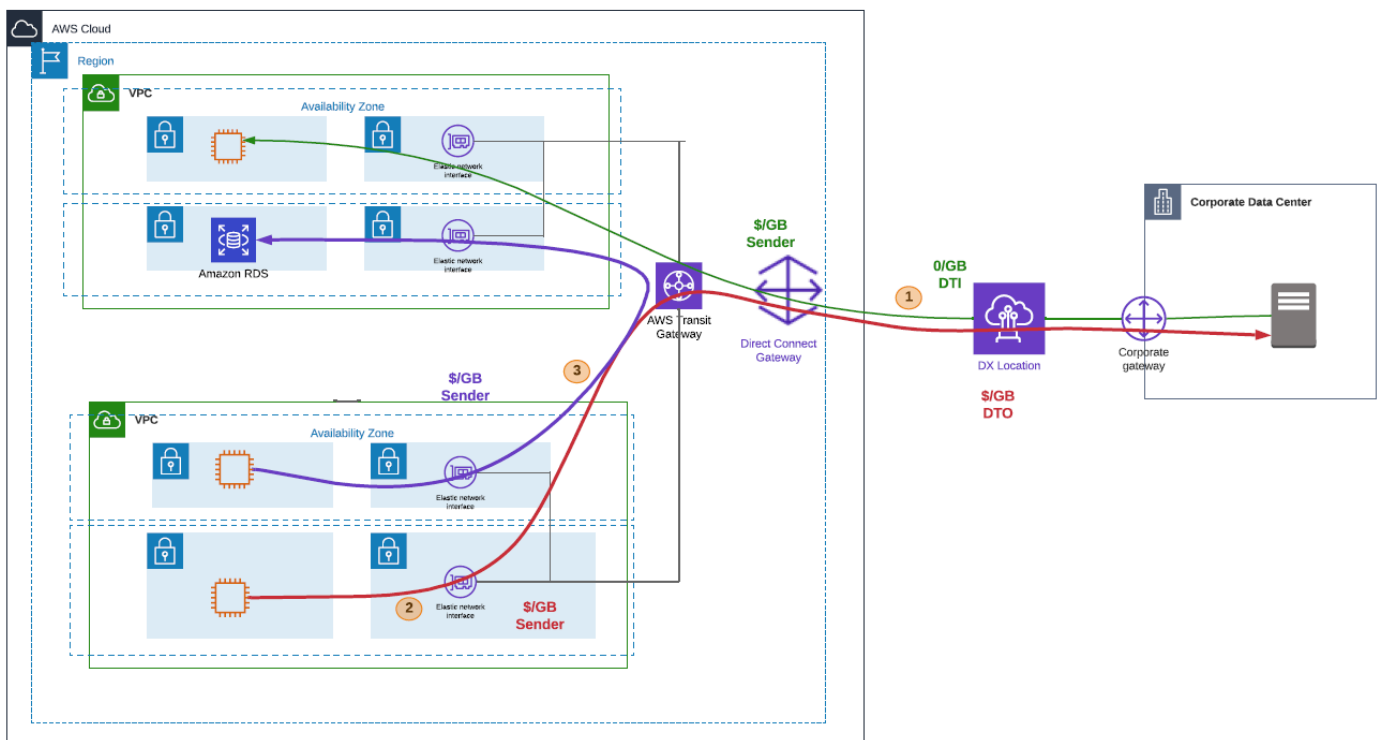 AWS Cloud
Region
VPC
Availability Zone
Elastic network
interface
Amazon RDS
Elastic network
interface
AWS Transit
Gateway
$/GB
Sender
Direct Connect
Gateway
1
0/GB
DTI
DX Location
$/GB
DTO
Corporate Data Center
Corporate
gateway
3
$/GB
Sender
VPC
Availability Zone
Elastic network
interface
2
Elastic network
interface
$/GB
Sender